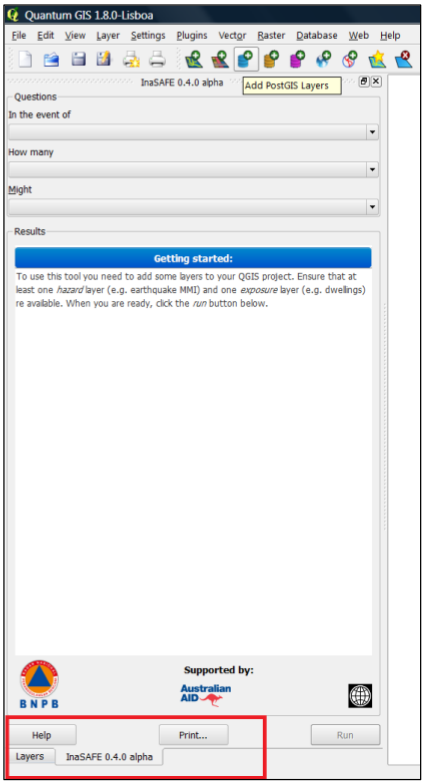 Quantum GIS 1.8.0-Lisboa
File Edit View Layer Settings Plugins Vector Raster Database Web Help
InaSAFE 0.4.0 alpha
Add PostGIS Layers
Questions
In the event of
How many
Might
Results
Getting started:
To use this tool you need to add some layers to your QGIS project. Ensure that at
least one hazard layer (e.g. earthquake MMI) and one exposure layer (e.g. dwellings)
re available. When you are ready, click the run button below.
Supported by:
Australian
AID
BNPB
Help Print... Run
Layers InaSAFE 0.4.0 alpha